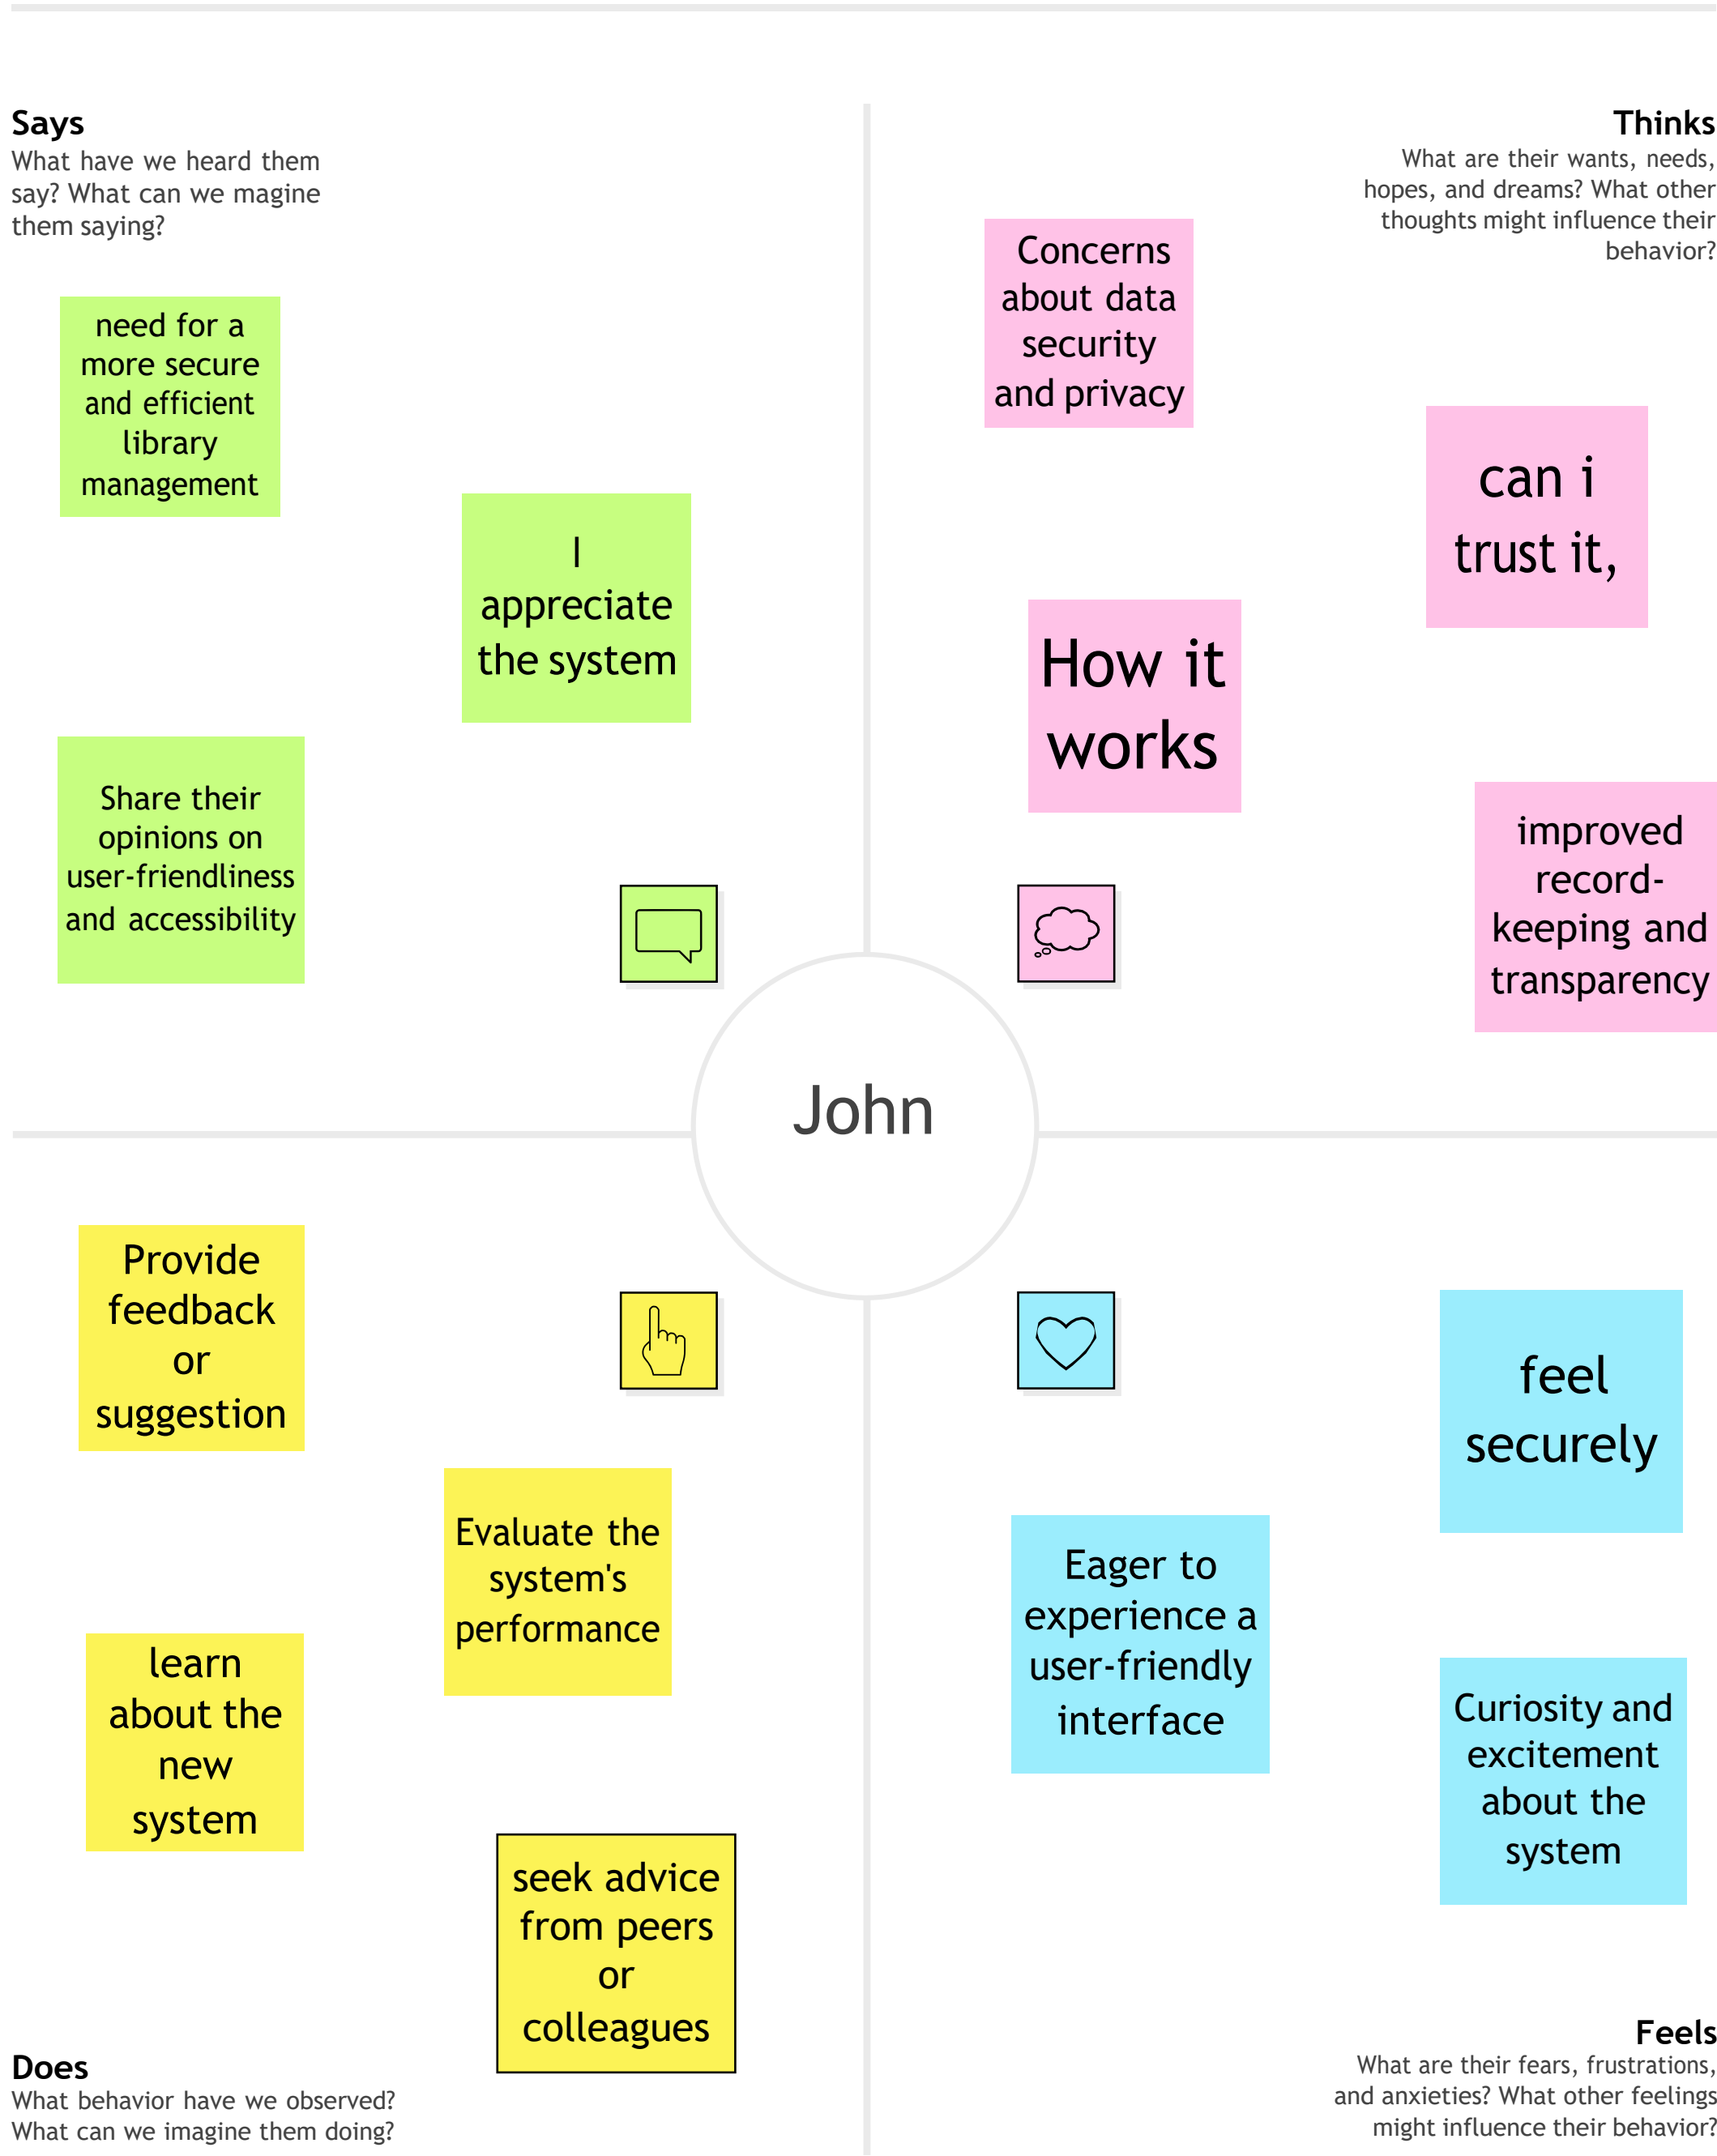 Says
What have we heard them
say? What can we magine
them saying?
need for a
more secure
and efficient
library
management
I
appreciate
the system
Share their
opinions on
user-friendliness
and accessibility
Thinks
What are their wants, needs,
hopes, and dreams? What other
thoughts might influence their
behavior?
Concerns
about data
security
and privacy
can i
trust it,
How it
works
improved
record-
keeping and
transparency
John
Provide
feedback
or
suggestion
Evaluate the
system's
performance
learn
about the
new
system
seek advice
from peers
or
colleagues
Does
What behavior have we observed?
What can we imagine them doing?
feel
securely
Eager to
experience a
user-friendly
interface
Curiosity and
excitement
about the
system
Feels
What are their fears, frustrations,
and anxieties? What other feelings
might influence their behavior?